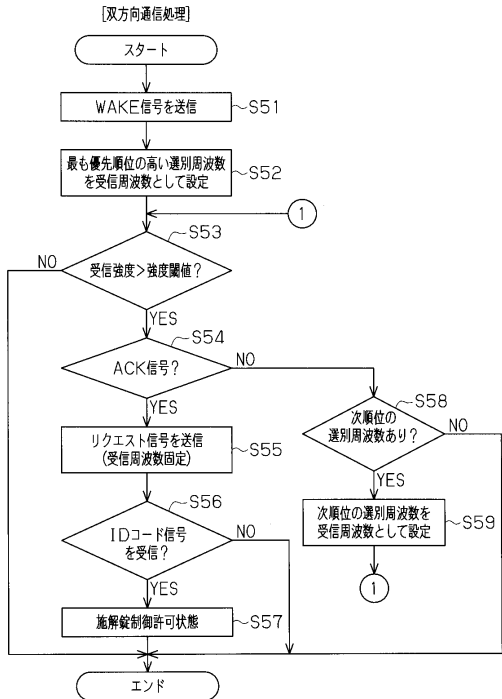 [双方向通信処理]
スタート
WAKE信号を送信
S51
最も優先順位の高い選別周波数
を受信周波数として設定
S52
1
S53
受信強度>強度閾値?
NO
YES
S54
ACK信号?
NO
YES
S58
次順位の
選別周波数あり?
NO
YES
リクエスト信号を送信
(受信周波数固定)
S55
S56
IDコード信号
を受信?
NO
YES
次順位の選別周波数を
受信周波数として設定
S59
1
施解錠制御許可状態
S57
エンド